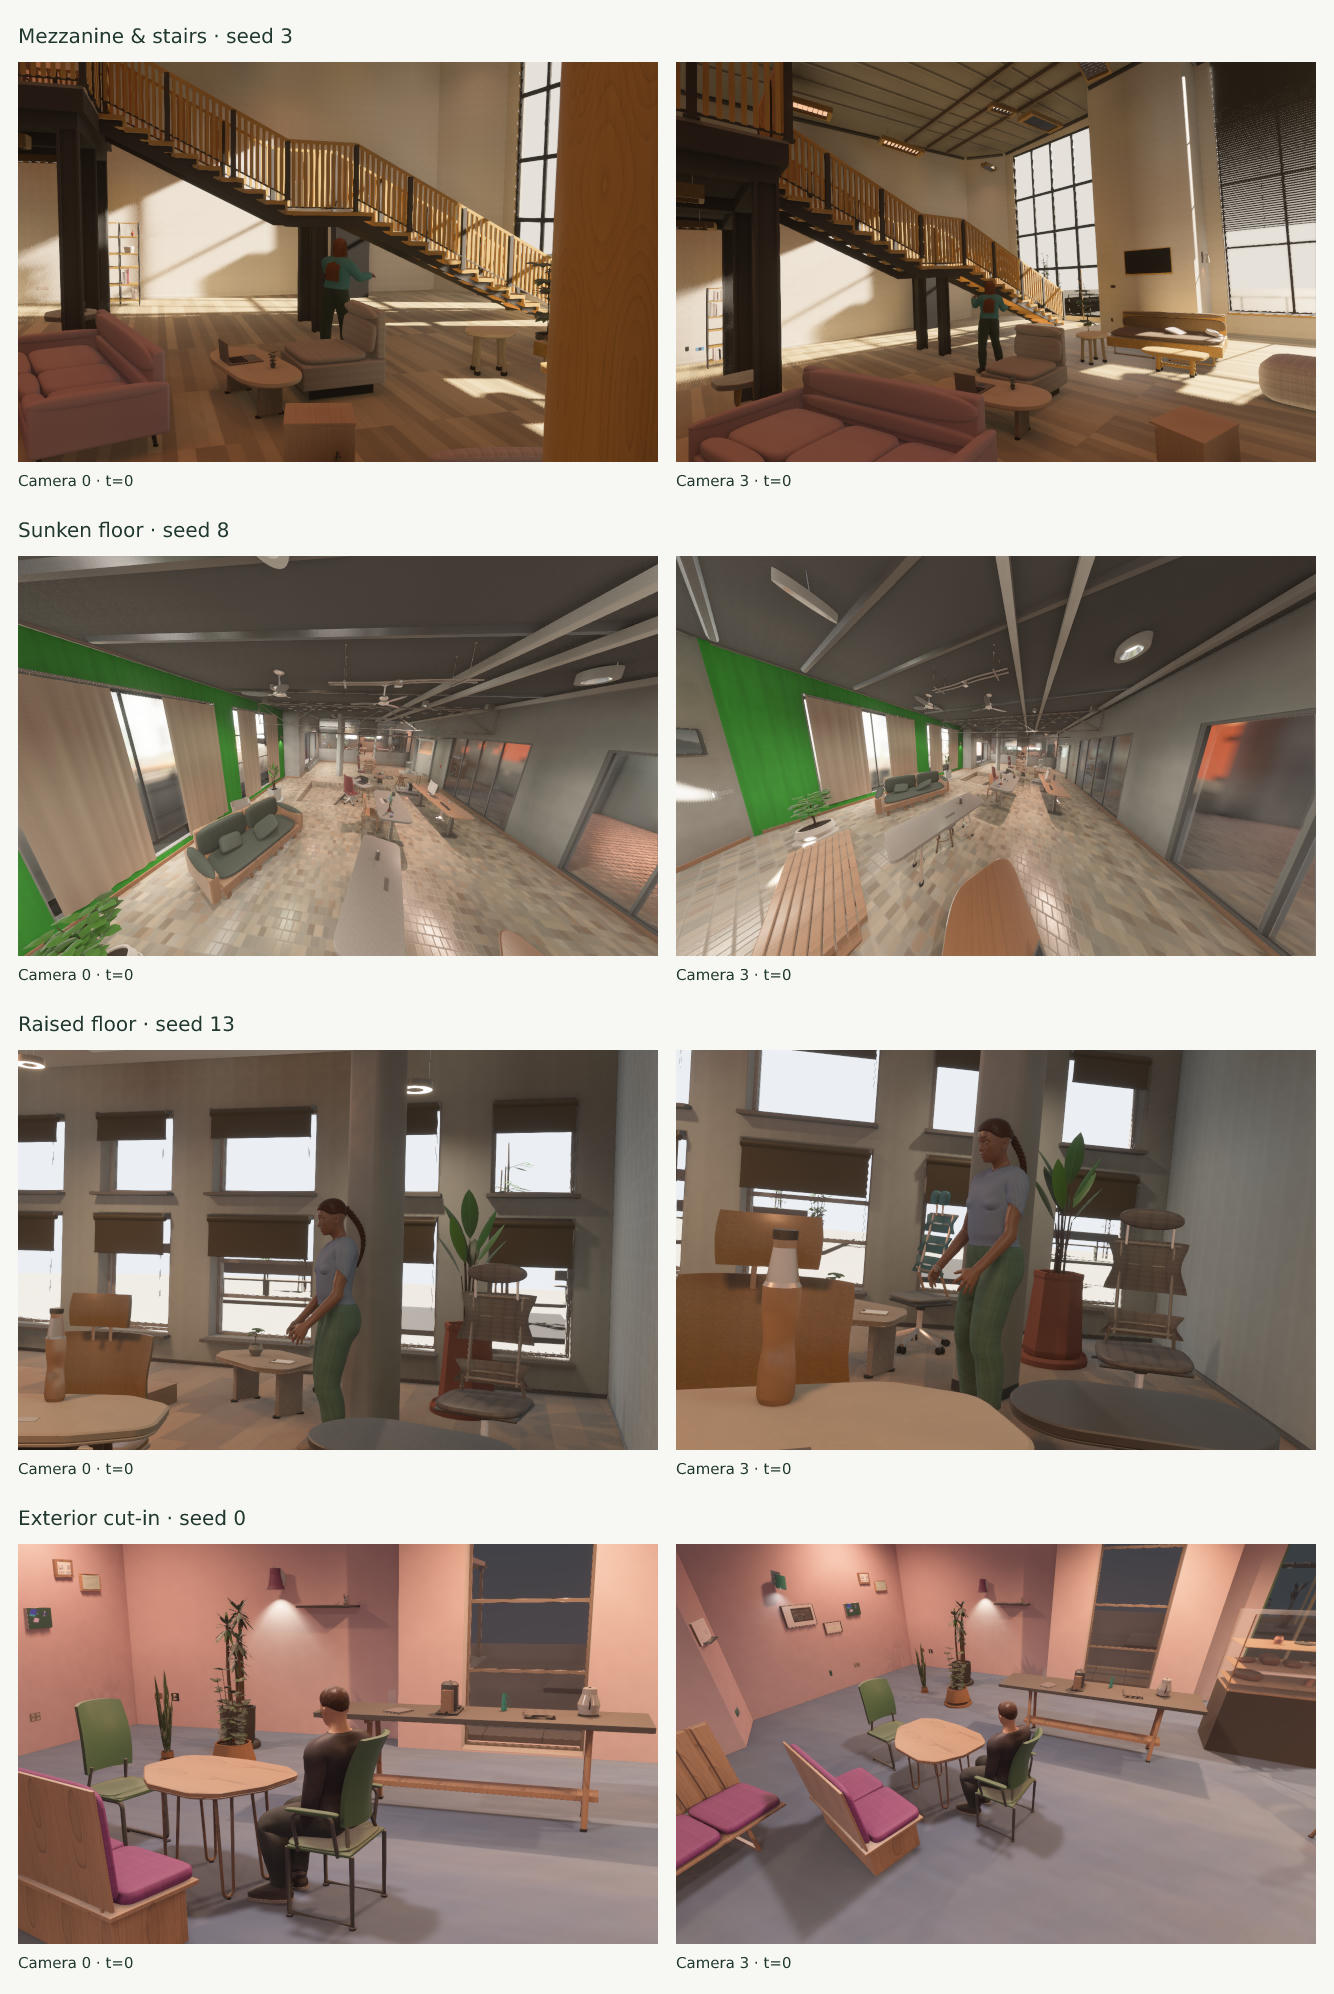 Mezzanine & stairs · seed 3
Camera 0 · t=0
Camera 3 · t=0
Sunken floor · seed 8
Camera 0 · t=0
Camera 3 · t=0
Raised floor · seed 13
Camera 0 · t=0
Camera 3 · t=0
Exterior cut-in · seed 0
Camera 0 · t=0
Camera 3 · t=0